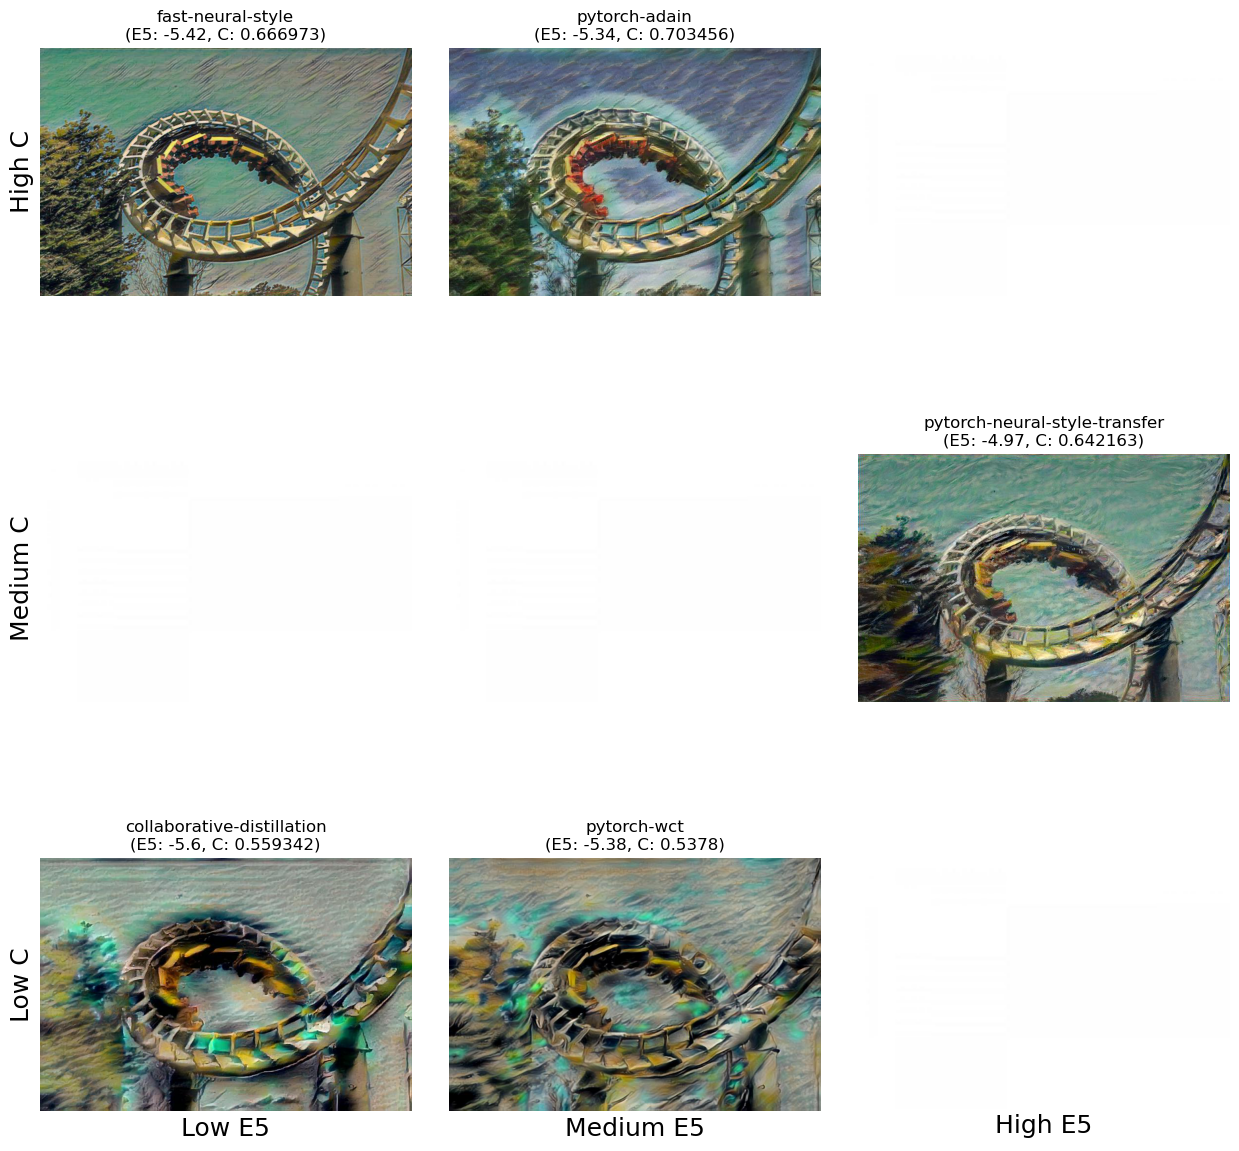 fast-neural-style
(E5: -5.42, C: 0.666973)
pytorch-adain
(E5: -5.34, C: 0.703456)
High C
pytorch-neural-style-transfer
(E5: -4.97, C: 0.642163)
Medium C
collaborative-distillation
(E5: -5.6, C: 0.559342)
pytorch-wct
(E5: -5.38, C: 0.5378)
Low C
Low E5
Medium E5
High E5